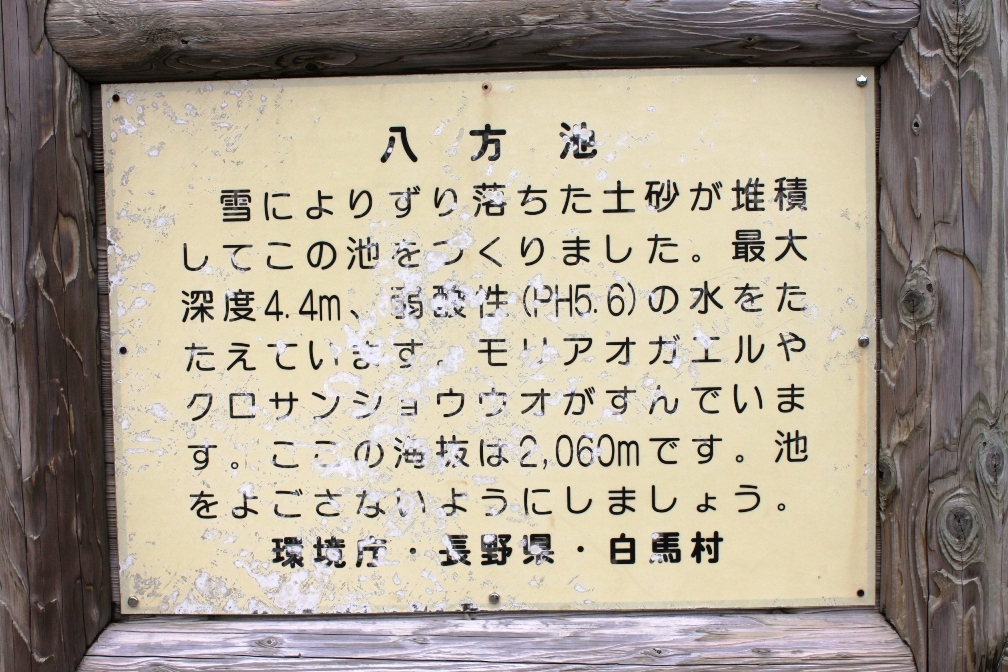 八方池
雪によりずり落ちた土砂が堆積
してこの池をつくりました。最大
深度4.4m、弱酸性(PH5.6)の水をた
たえています。モリアオガエルや
クロサンショウウオがすんでいま
す。ここの海抜は2,060mです。池
をよごさないようにしましょう。
環境庁・長野県・白馬村